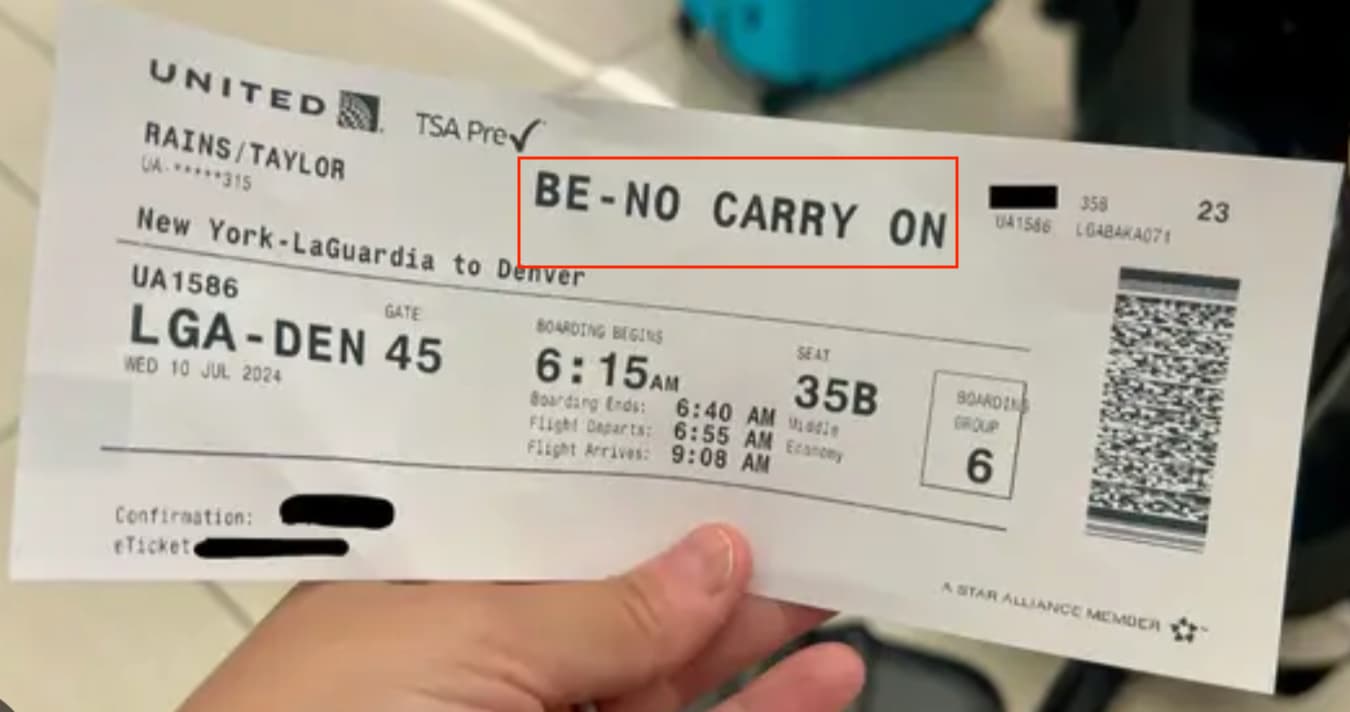 UNITED
TSA Pre✓
RAINS/TAYLOR
UA-*****315
BE-NO CARRY ON
35B
23
UA1586 LGABAKA071
New York-LaGuardia to Denver
UA1586
GATE
LGA-DEN 45
WED 10 JUL 2024
BOARDING BEGINS
6:15AM
Boarding Ends: 6:40 AM
Flight Departs: 6:55 AM
Flight Arrives: 9:08 AM
SEAT
35B
Middle
Economy
BOARDING
GROUP
6
Confirmation:
eTicket
A STAR ALLIANCE MEMBER